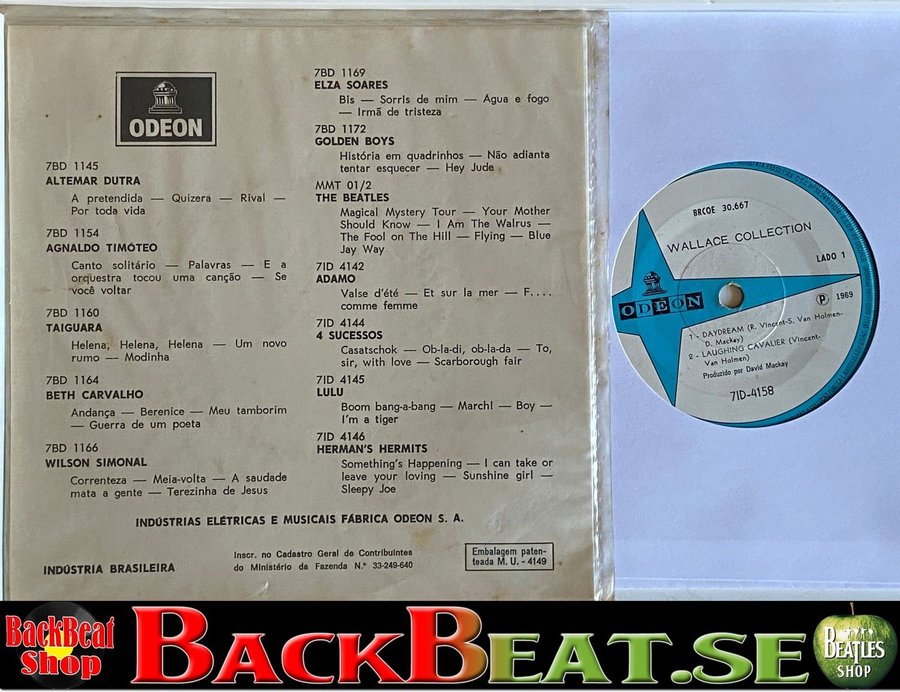 ODEON
7BD 1145
ALTEMAR DUTRA
A pretendida — Quizera — Rival —
Por toda vida
7BD 1154
AGNALDO TIMÓTEO
Canto solitário — Palavras — E a
orquestra tocou uma canção — Se
você voltar
7BD 1160
TAIGUARA
Helena, Helena, Helena — Um novo
rumo — Modinha
7BD 1164
BETH CARVALHO
Andança — Berenice — Meu tamborim
— Guerra de um poeta
7BD 1166
WILSON SIMONAL
Correnteza — Meia-volta — A saudade
mata a gente — Terezinha de Jesus
7BD 1169
ELZA SOARES
Bis — Sorris de mim — Água e fogo
— Irmã de tristeza
7BD 1172
GOLDEN BOYS
História em quadrinhos — Não adianta
tentar esquecer — Hey Jude
MMT 01/2
THE BEATLES
Magical Mystery Tour — Your Mother
Should Know — I Am The Walrus —
The Fool on The Hill — Flying — Blue
Jay Way
7ID 4142
ADAMO
Valse d'été — Et sur la mer — F....
comme femme
7ID 4144
4 SUCESSOS
Casatschok — Ob-la-di, ob-la-da — To,
sir, with love — Scarborough fair
7ID 4145
LULU
Boom bang-a-bang — March! — Boy —
I'm a tiger
7ID 4146
HERMAN'S HERMITS
Something's Happening — I can take or
leave your loving — Sunshine girl —
Sleepy Joe
INDÚSTRIAS ELÉTRICAS E MUSICAIS FÁBRICA ODEON S. A.
INDÚSTRIA BRASILEIRA
Inscr. no Cadastro Geral de Contribuintes
do Ministério da Fazenda N.º 33-249-640
Embalagem paten-
teada M. U. - 4149
BRCOE 30.667
WALLACE COLLECTION
LADO 1
ODEON
Ⓟ 1969
1 - DAYDREAM (R. Vincent-S. Van Holmen-
D. Mackay)
2 - LAUGHING CAVALIER (Vincent-
Van Holmen)
Produzido por David Mackay
7ID-4158
BackBeat
Shop
BACKBEAT.SE
BEATLES
SHOP